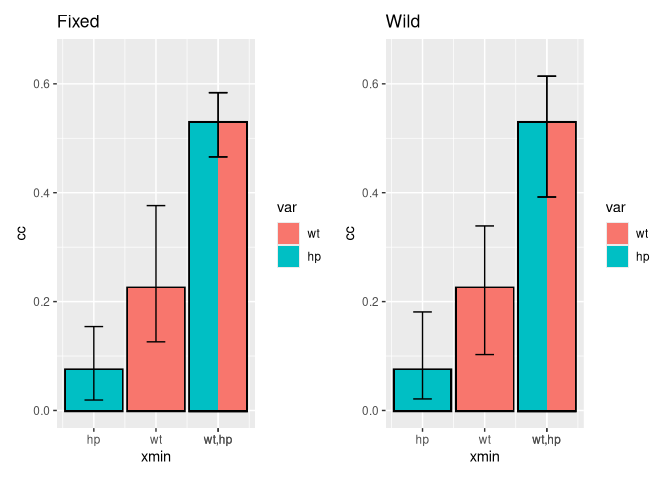 Fixed
cc
0.6
0.4
0.2
0.0
hp wt wt,hp
xmin
var
wt
hp
Wild
cc
0.6
0.4
0.2
0.0
hp wt wt,hp
xmin
var
wt
hp